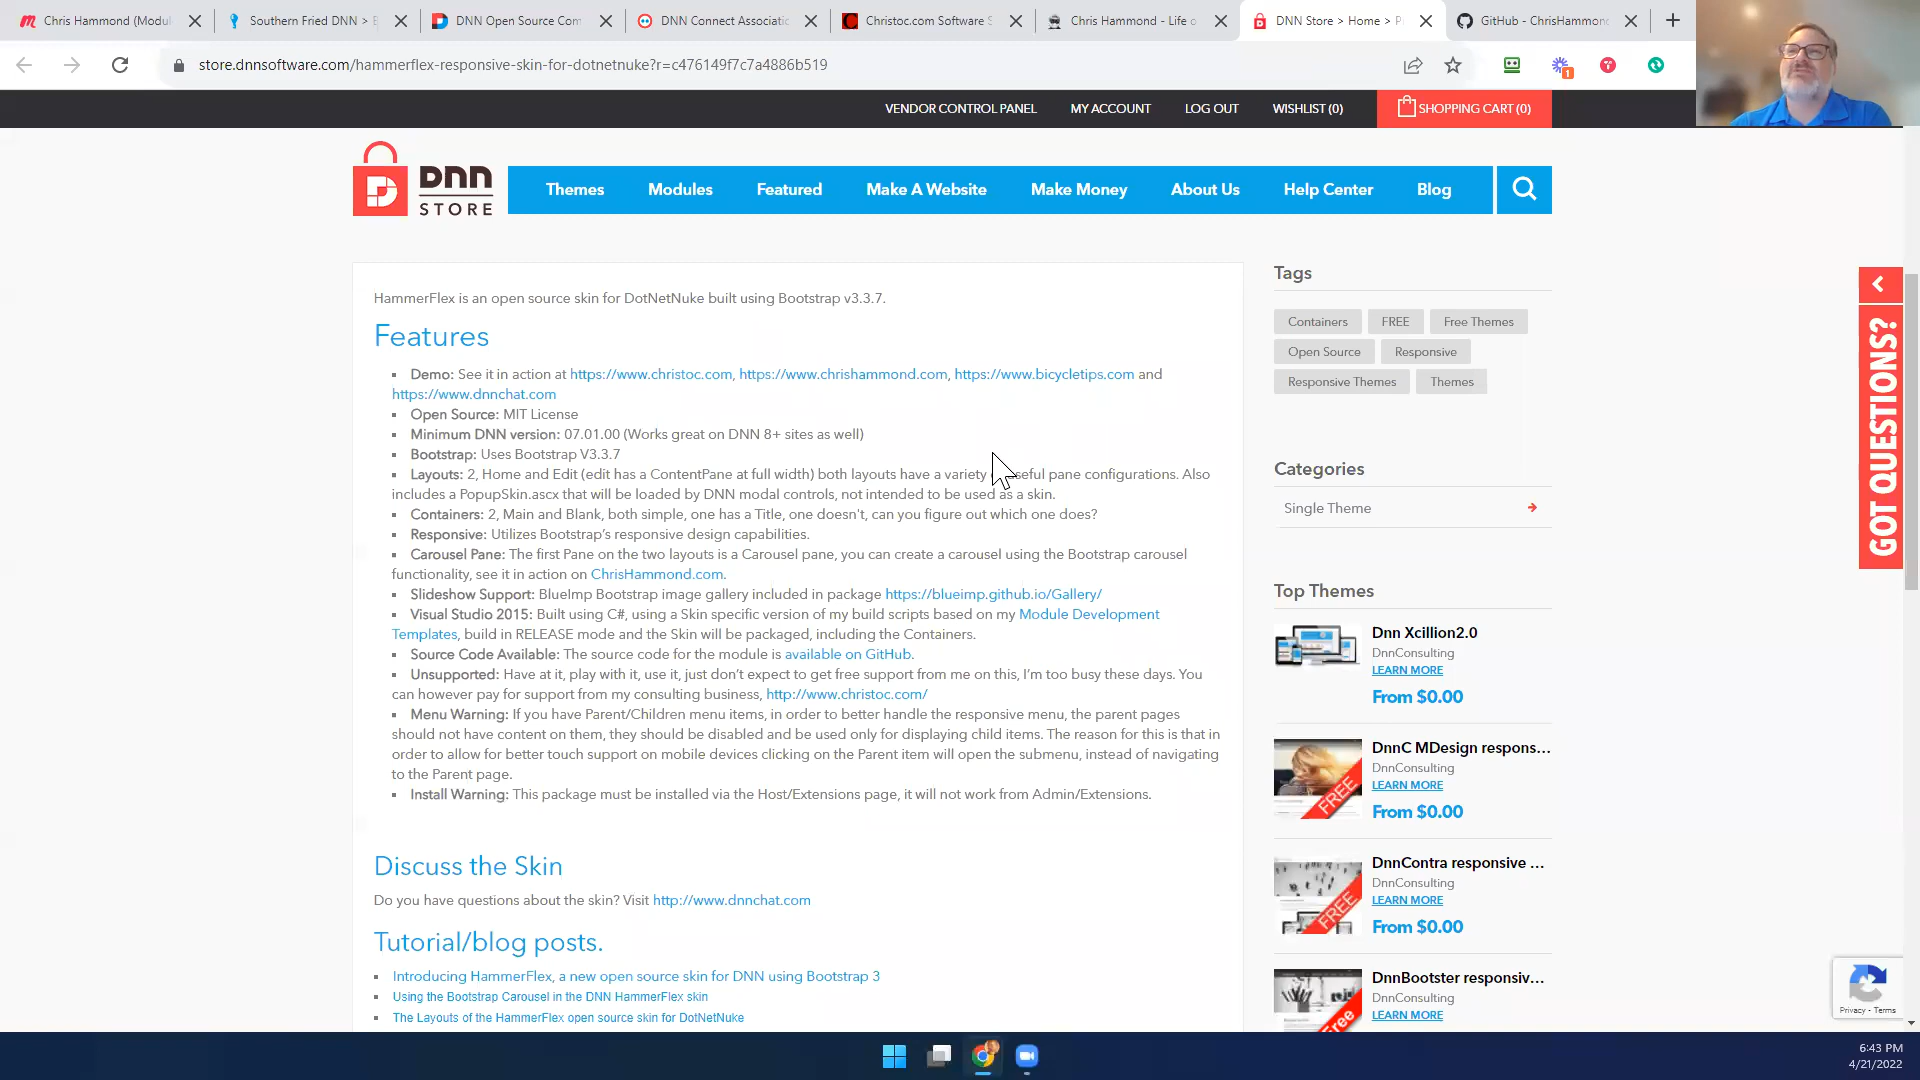 Chris Hammond (Modul
Southern Fried DNN >
DNN Open Source Com
DNN Connect Associatio
Christoc.com Software S
Chris Hammond - Life o
DNN Store > Home > P
GitHub - ChrisHammond
store.dnnsoftware.com/hammerflex-responsive-skin-for-dotnetnuke?r=c476149f7c7a4886b519
1
VENDOR CONTROL PANEL
MY ACCOUNT
LOG OUT
WISHLIST (0)
SHOPPING CART (0)
DNN
STORE
Themes
Modules
Featured
Make A Website
Make Money
About Us
Help Center
Blog
HammerFlex is an open source skin for DotNetNuke built using Bootstrap v3.3.7.
Features
Demo: See it in action at https://www.christoc.com, https://www.chrishammond.com, https://www.bicycletips.com and
https://www.dnnchat.com
Open Source: MIT License
Minimum DNN version: 07.01.00 (Works great on DNN 8+ sites as well)
Bootstrap: Uses Bootstrap V3.3.7
Layouts: 2, Home and Edit (edit has a ContentPane at full width) both layouts have a variety seful pane configurations. Also
includes a PopupSkin.ascx that will be loaded by DNN modal controls, not intended to be used as a skin.
Containers: 2, Main and Blank, both simple, one has a Title, one doesn't, can you figure out which one does?
Responsive: Utilizes Bootstrap's responsive design capabilities.
Carousel Pane: The first Pane on the two layouts is a Carousel pane, you can create a carousel using the Bootstrap carousel
functionality, see it in action on ChrisHammond.com.
Slideshow Support: BlueImp Bootstrap image gallery included in package https://blueimp.github.io/Gallery/
Visual Studio 2015: Built using C#, using a Skin specific version of my build scripts based on my Module Development
Templates, build in RELEASE mode and the Skin will be packaged, including the Containers.
Source Code Available: The source code for the module is available on GitHub.
Unsupported: Have at it, play with it, use it, just don't expect to get free support from me on this, I'm too busy these days. You
can however pay for support from my consulting business, http://www.christoc.com/
Menu Warning: If you have Parent/Children menu items, in order to better handle the responsive menu, the parent pages
should not have content on them, they should be disabled and be used only for displaying child items. The reason for this is that in
order to allow for better touch support on mobile devices clicking on the Parent item will open the submenu, instead of navigating
to the Parent page.
Install Warning: This package must be installed via the Host/Extensions page, it will not work from Admin/Extensions.
Discuss the Skin
Do you have questions about the skin? Visit http://www.dnnchat.com
Tutorial/blog posts.
Introducing HammerFlex, a new open source skin for DNN using Bootstrap 3
Using the Bootstrap Carousel in the DNN HammerFlex skin
The Layouts of the HammerFlex open source skin for DotNetNuke
Tags
Containers
FREE
Free Themes
Open Source
Responsive
Responsive Themes
Themes
Categories
Single Theme
Top Themes
Dnn Xcillion2.0
DnnConsulting
LEARN MORE
From $0.00
FREE
DnnC MDesign respons...
DnnConsulting
LEARN MORE
From $0.00
FREE
DnnContra responsive ...
DnnConsulting
LEARN MORE
From $0.00
Free
DnnBootster responsiv...
DnnConsulting
LEARN MORE
GOT QUESTIONS?
Privacy - Terms
6:43 PM
4/21/2022